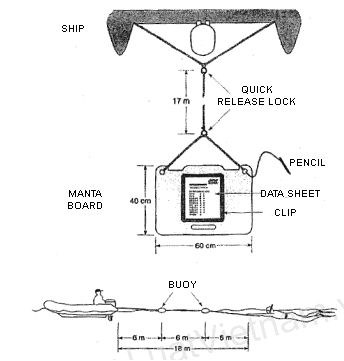 SHIP
QUICK
RELEASE LOCK
17 m
PENCIL
MANTA
BOARD
40 cm
DATA SHEET
CLIP
60 cm
BUOY
6 m
6 m
6 m
18 m